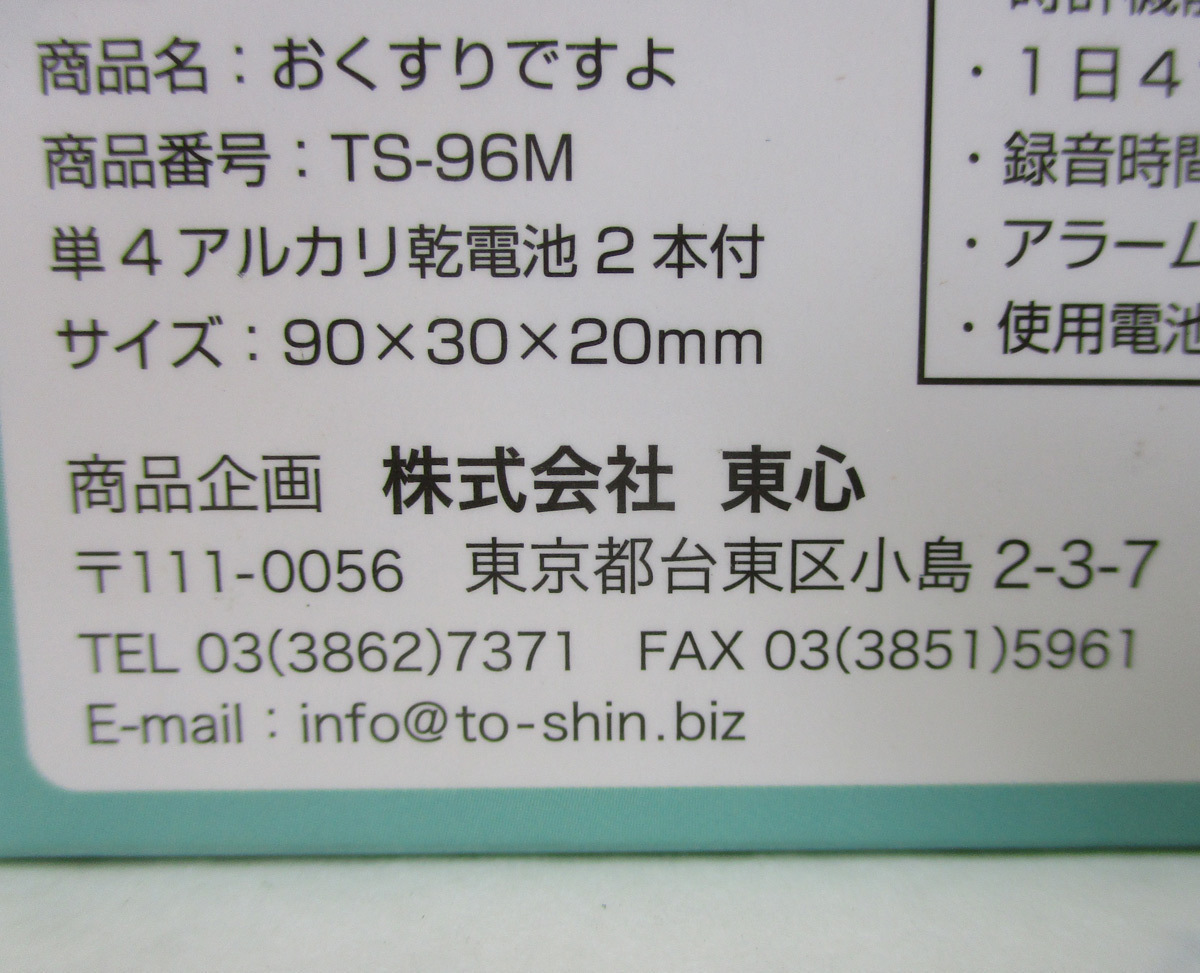 商品名：おくすりですよ
商品番号：TS-96M
単4アルカリ乾電池2本付
サイズ：90×30×20mm
商品企画 株式会社 東心
〒111-0056 東京都台東区小島2-3-7
TEL 03(3862)7371 FAX 03(3851)5961
E-mail：info@to-shin.biz
・1日4
・録音時間
・アラーム
・使用電池